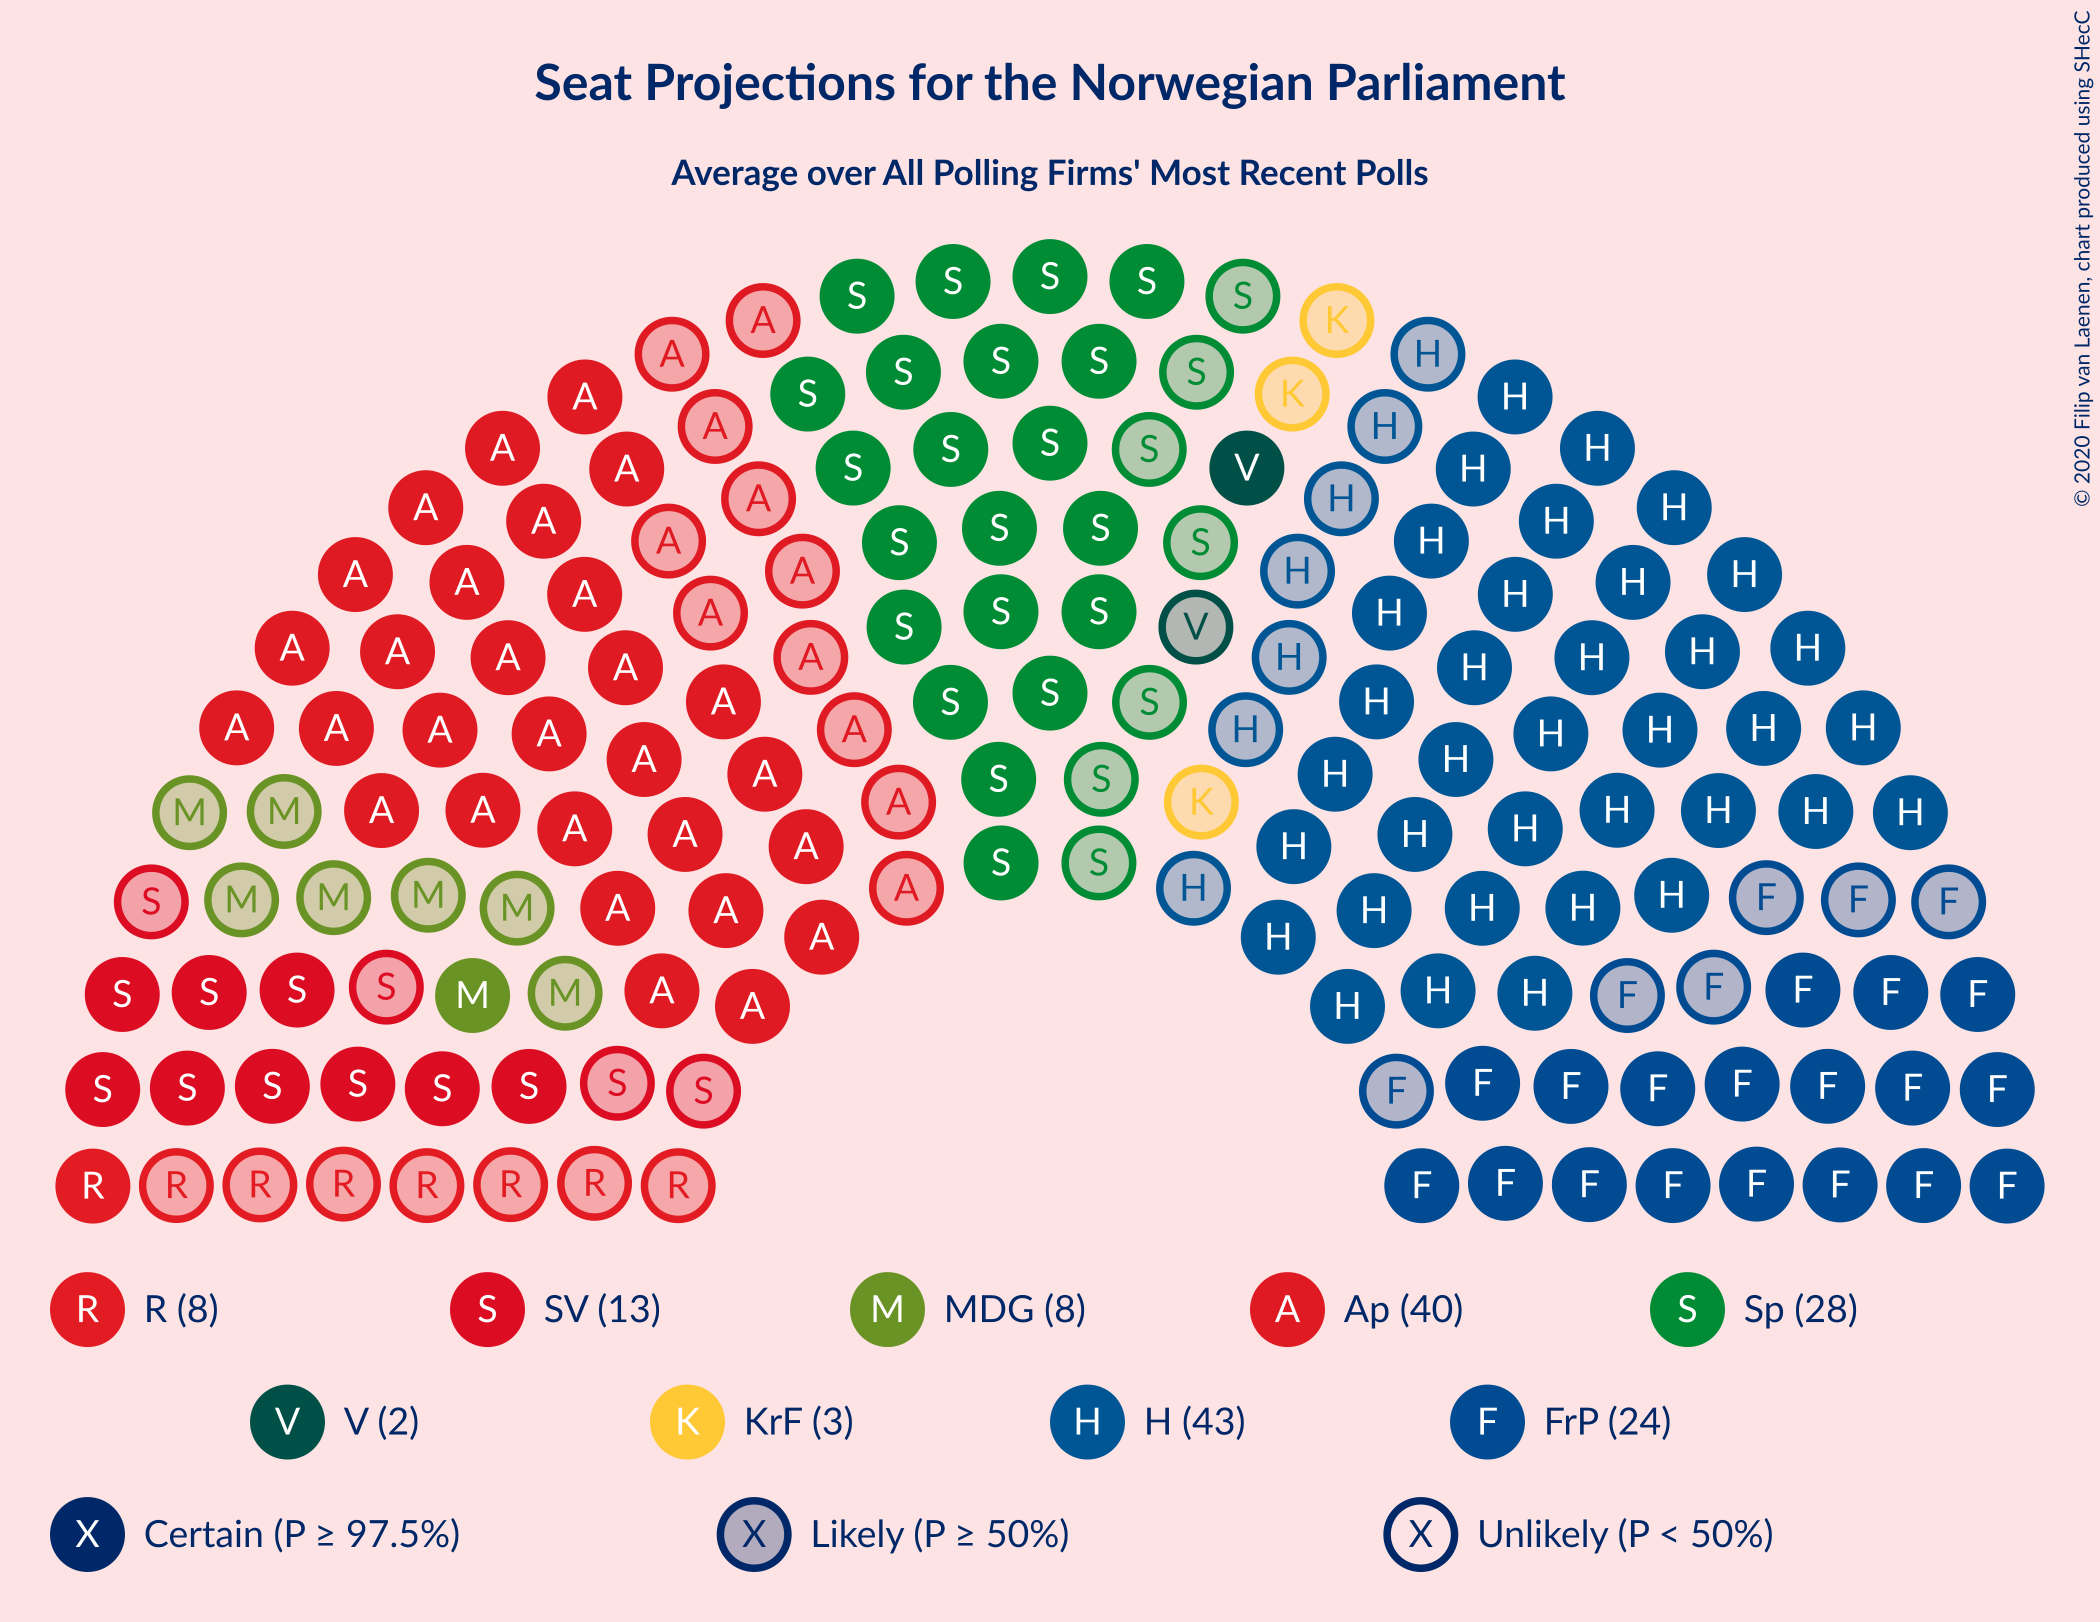 © 2020 Filip van Laenen, chart produced using SHecC
Seat Projections for the Norwegian Parliament
Average over All Polling Firms' Most Recent Polls
S S S S S
A K
A S S S S H
A S K H
A H
A A S S S S V H H
A A H H
A A S S S S H H
A A A A H H H H
A S S S V H
A A A A A H H H H H
A S S S H
A A A A A H H H H H
A A S S H H
M M A A A K H H H H
A A A H H H
S S
S M M M M A A A H H H H H F F F
A H
S S S S M M A A H H H F F F F F
S S S S S S S S F F F F F F F F
R R R R R R R R F F F F F F F F
R R (8) S SV (13) M MDG (8) A Ap (40) S Sp (28)
V V (2) K KrF (3) H H (43) F FrP (24)
X Certain (P ≥ 97.5%) X Likely (P ≥ 50%) X Unlikely (P < 50%)